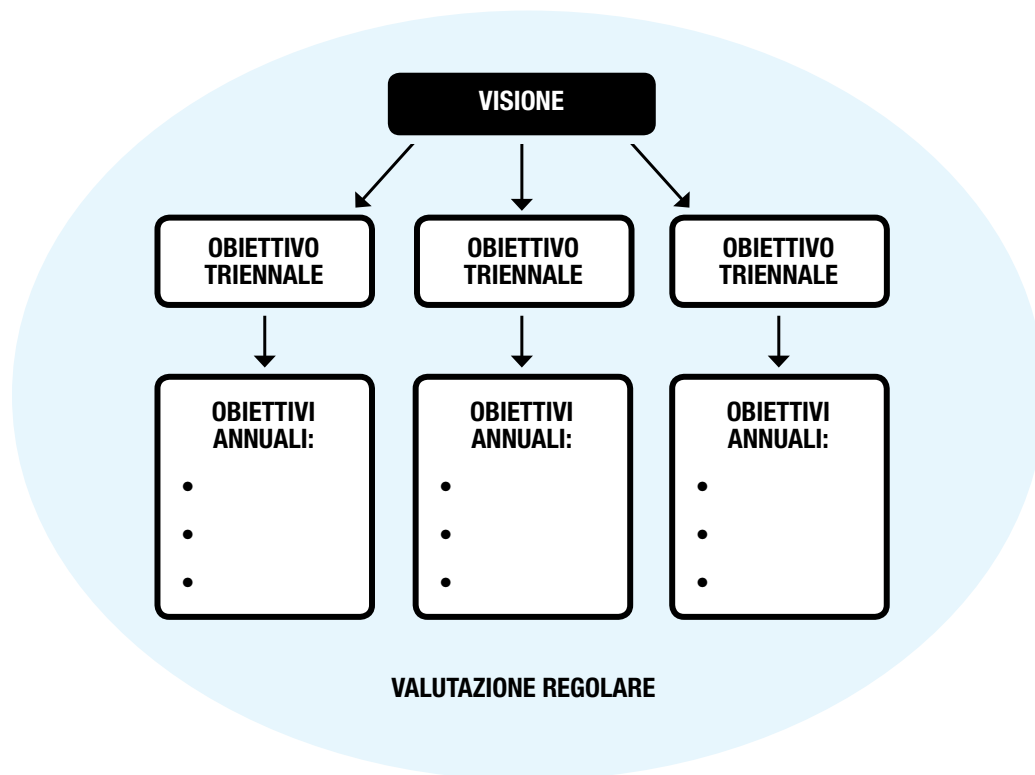 VISIONE
OBIETTIVO
TRIENNALE
OBIETTIVO
TRIENNALE
OBIETTIVO
TRIENNALE
OBIETTIVI
ANNUALI:
•
•
•
OBIETTIVI
ANNUALI:
•
•
•
OBIETTIVI
ANNUALI:
•
•
•
VALUTAZIONE REGOLARE